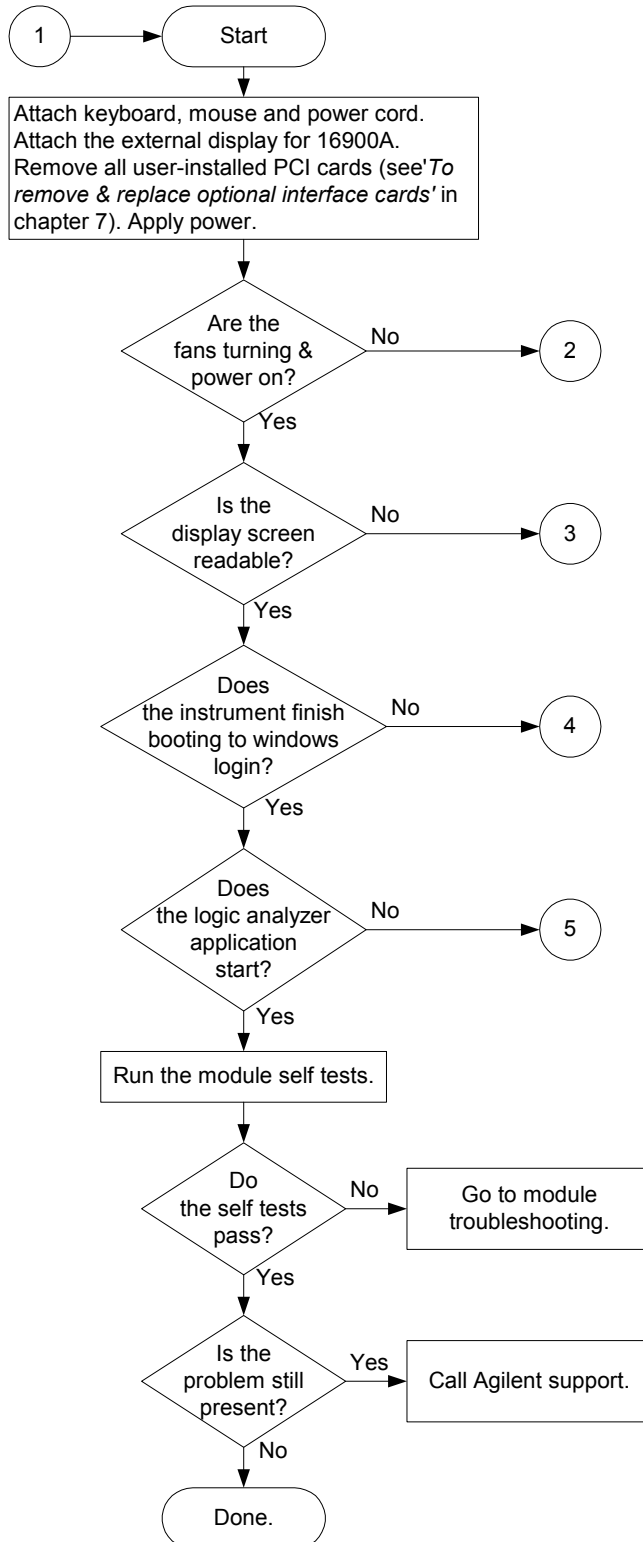 1
Start
Attach keyboard, mouse and power cord.
Attach the external display for 16900A.
Remove all user-installed PCI cards (see'To
remove & replace optional interface cards' in
chapter 7). Apply power.
Are the
fans turning &
power on?
No
2
Yes
Is the
display screen
readable?
No
3
Yes
Does
the instrument finish
booting to windows
login?
No
4
Yes
Does
the logic analyzer
application
start?
No
5
Yes
Run the module self tests.
Do
the self tests
pass?
No
Go to module
troubleshooting.
Yes
Is the
problem still
present?
Yes
Call Agilent support.
No
Done.